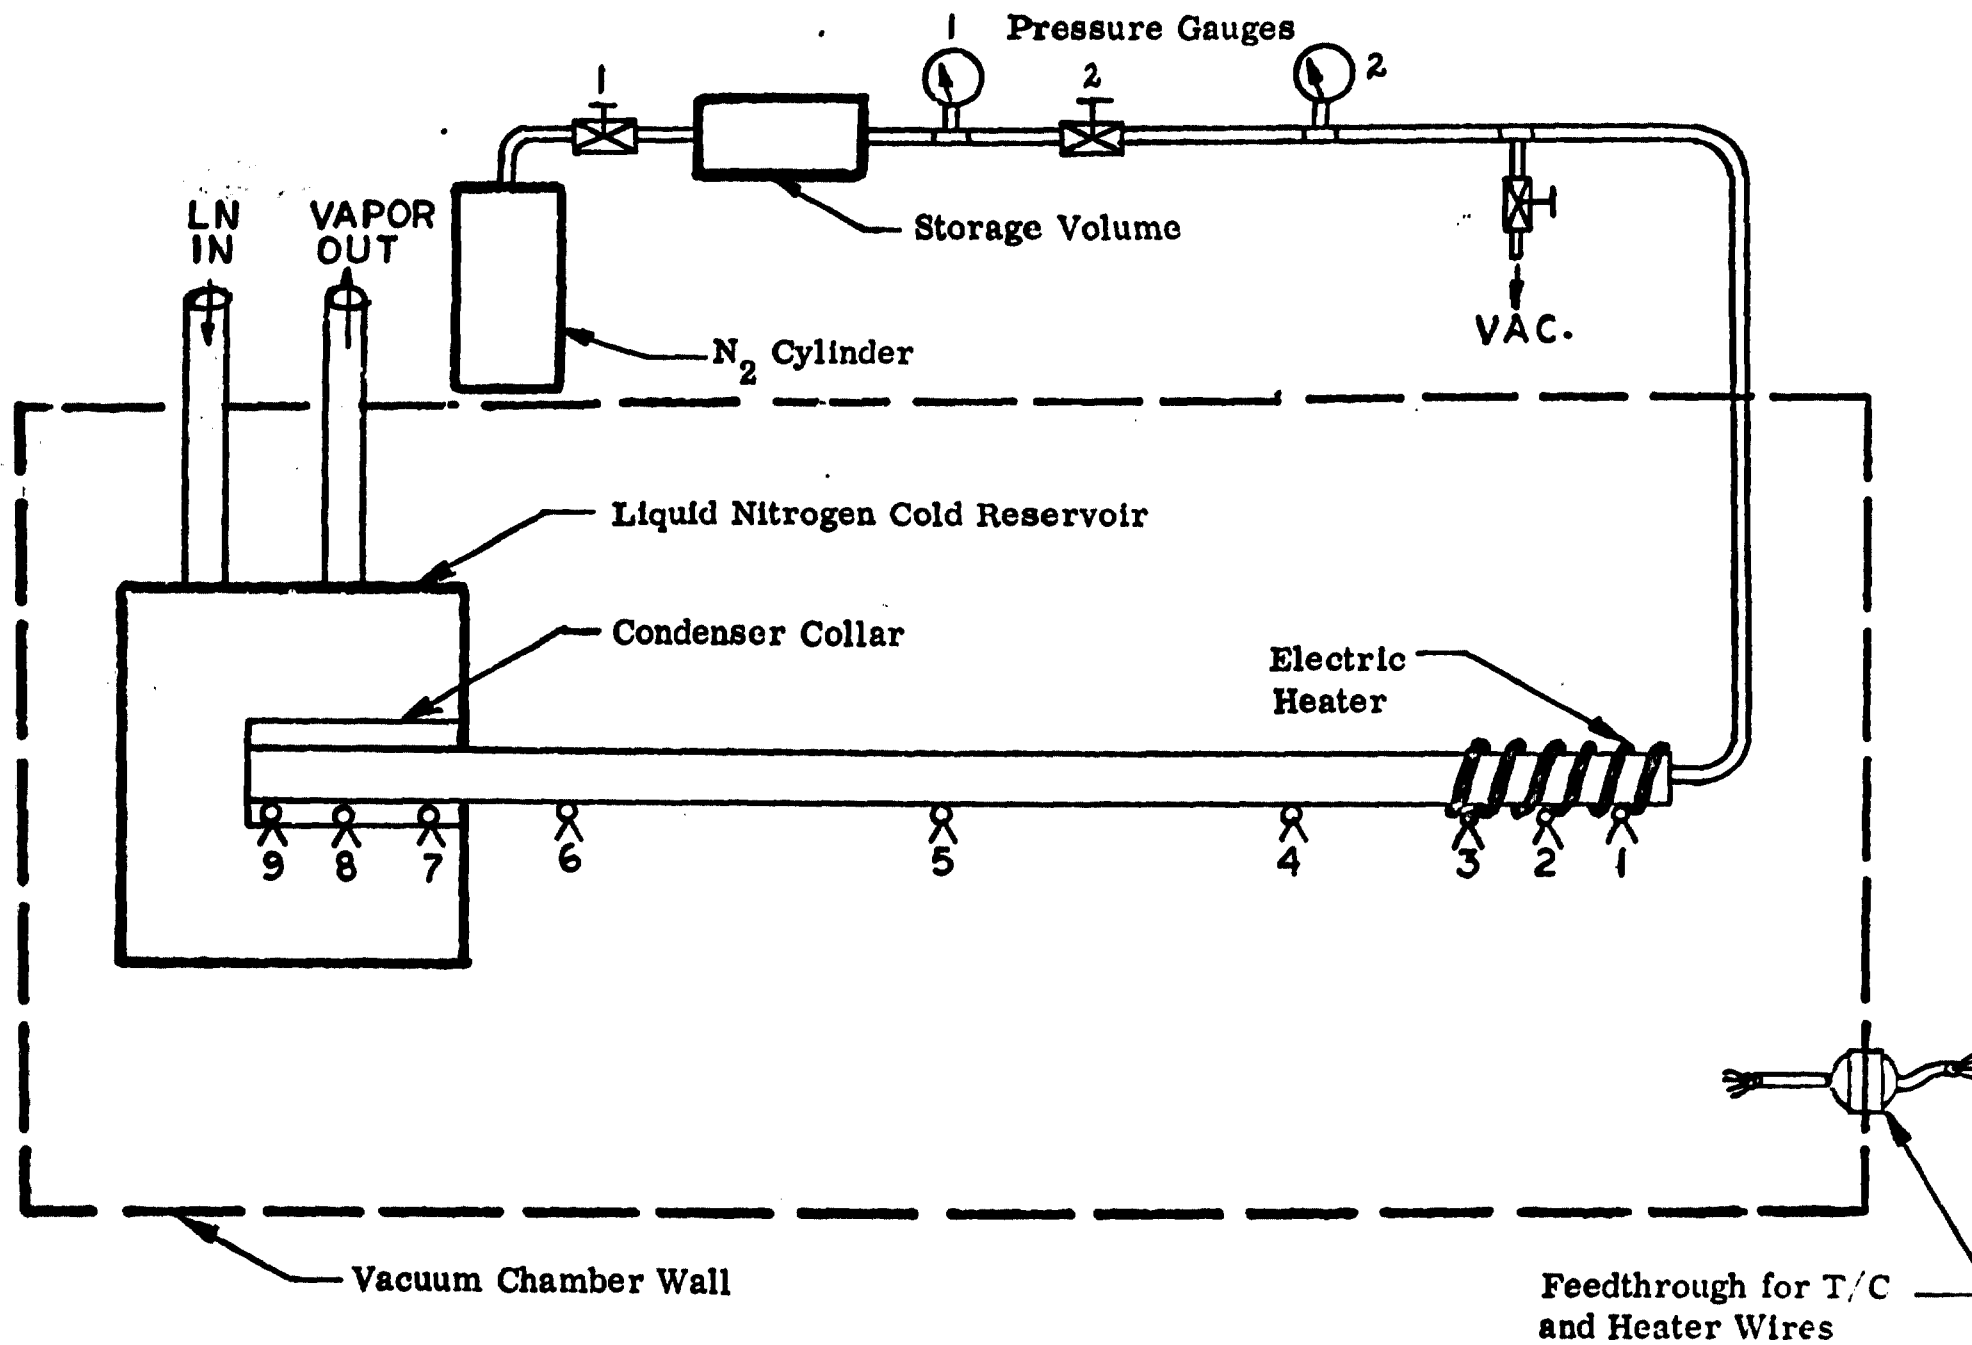 1 Pressure Gauges
1
2
2
LN
IN
VAPOR
OUT
Storage Volume
VAC.
N2 Cylinder
Liquid Nitrogen Cold Reservoir
Condenser Collar
Electric
Heater
9 8 7 6 5 4 3 2 1
Vacuum Chamber Wall
Feedthrough for T/C
and Heater Wires